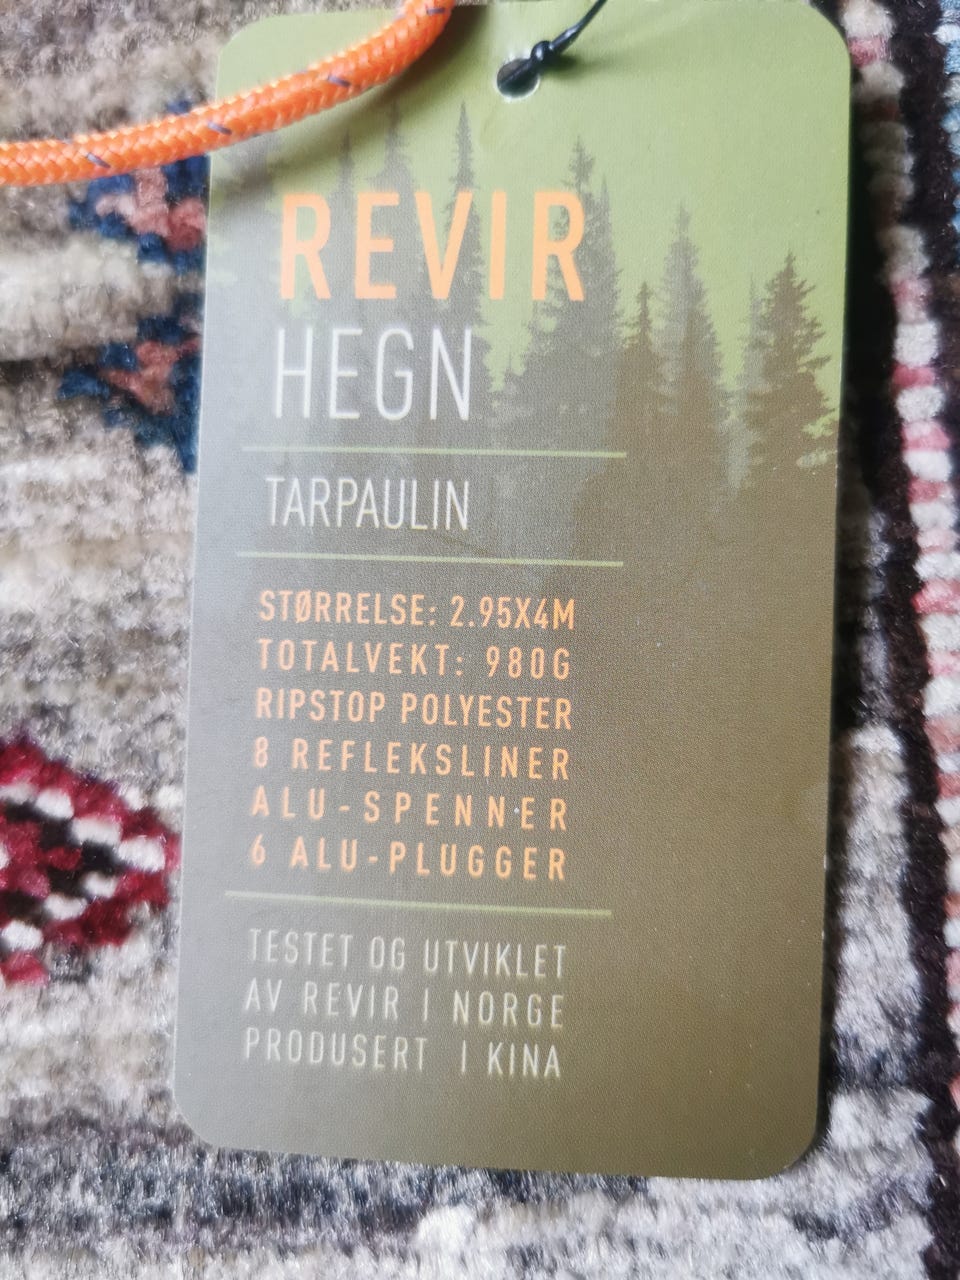 REVIR
HEGN
TARPAULIN
STØRRELSE: 2.95X4M
TOTALVEKT: 980G
RIPSTOP POLYESTER
8 REFLEKSLINER
ALU-SPENNER
6 ALU-PLUGGER
TESTET OG UTVIKLET
AV REVIR I NORGE
PRODUSERT I KINA